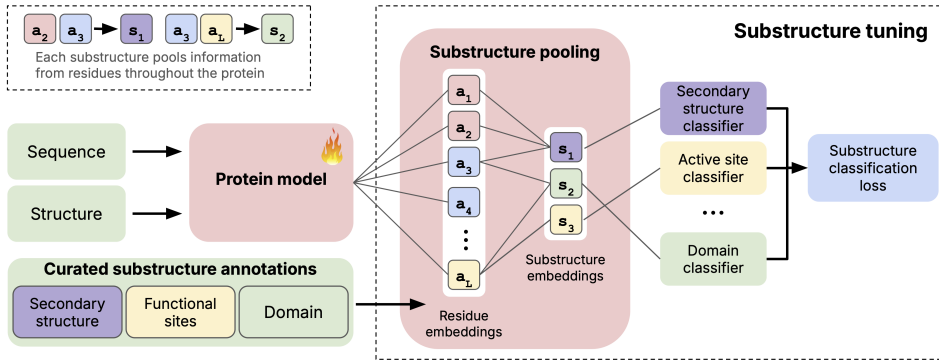 a2 a3 s1 a3 aL s2
Each substructure pools information
from residues throughout the protein
Sequence
Structure
Protein model
Curated substructure annotations
Secondary
structure
Functional
sites
Domain
Substructure tuning
Substructure pooling
a1
a2
a3
a4
aL
Residue
embeddings
s1
s2
s3
Substructure
embeddings
Secondary
structure
classifier
Active site
classifier
...
Domain
classifier
Substructure
classification
loss